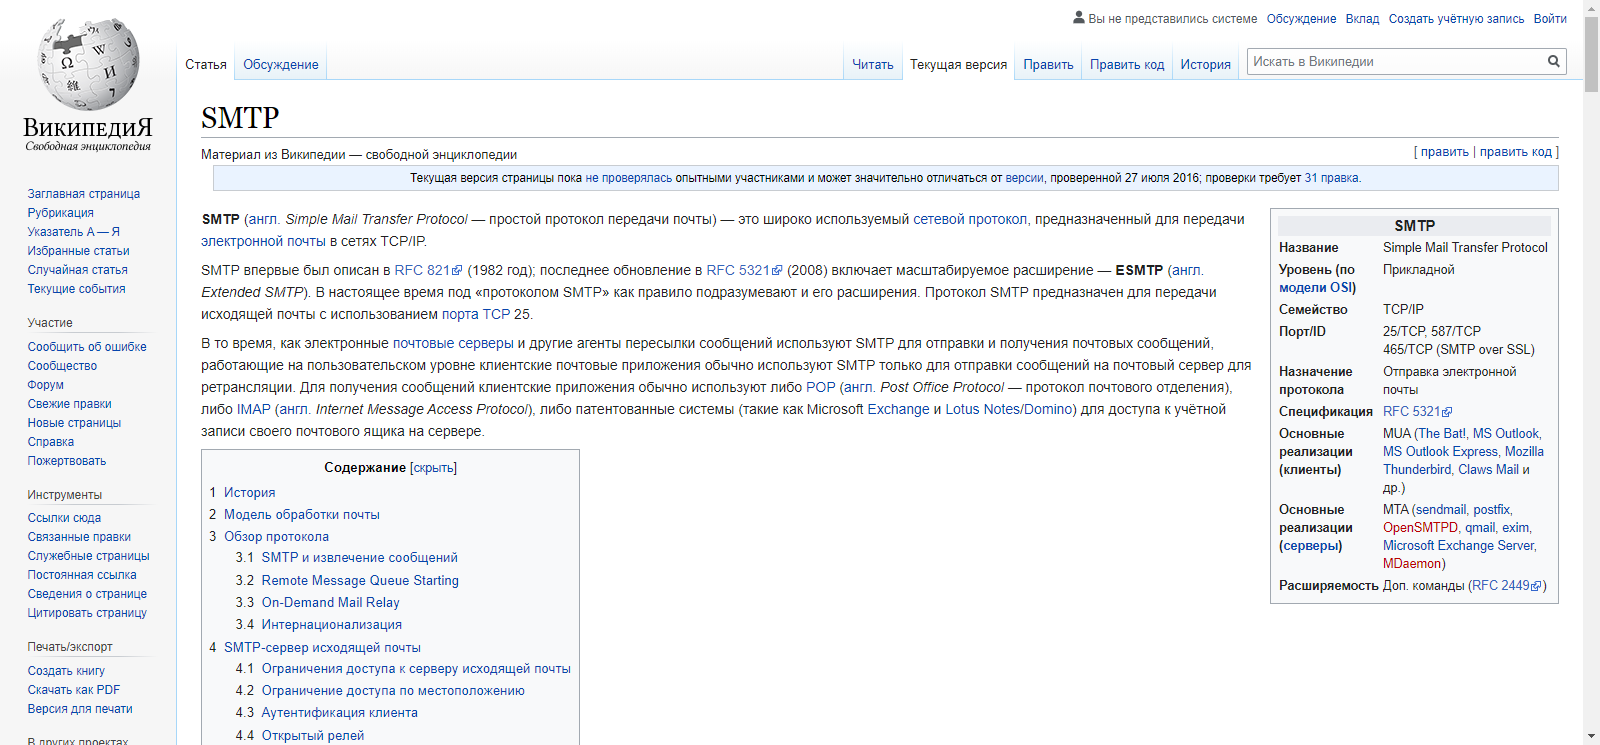 Вы не представились системе Обсуждение Вклад Создать учётную запись Войти
Статья Обсуждение Читать Текущая версия Править Править код История Искать в Википедии
ВикипедиЯ
Свободная энциклопедия
Заглавная страница
Рубрикация
Указатель А — Я
Избранные статьи
Случайная статья
Текущие события
Участие
Сообщить об ошибке
Сообщество
Форум
Свежие правки
Новые страницы
Справка
Пожертвовать
Инструменты
Ссылки сюда
Связанные правки
Служебные страницы
Постоянная ссылка
Сведения о странице
Цитировать страницу
Печать/экспорт
Создать книгу
Скачать как PDF
Версия для печати
В других проектах
SMTP
Материал из Википедии — свободной энциклопедии
[ править | править код ]
Текущая версия страницы пока не проверялась опытными участниками и может значительно отличаться от версии, проверенной 27 июля 2016; проверки требует 31 правка.
SMTP (англ. Simple Mail Transfer Protocol — простой протокол передачи почты) — это широко используемый сетевой протокол, предназначенный для передачи
электронной почты в сетях TCP/IP.
SMTP впервые был описан в RFC 821 (1982 год); последнее обновление в RFC 5321 (2008) включает масштабируемое расширение — ESMTP (англ.
Extended SMTP). В настоящее время под «протоколом SMTP» как правило подразумевают и его расширения. Протокол SMTP предназначен для передачи
исходящей почты с использованием порта TCP 25.
В то время, как электронные почтовые серверы и другие агенты пересылки сообщений используют SMTP для отправки и получения почтовых сообщений,
работающие на пользовательском уровне клиентские почтовые приложения обычно используют SMTP только для отправки сообщений на почтовый сервер для
ретрансляции. Для получения сообщений клиентские приложения обычно используют либо POP (англ. Post Office Protocol — протокол почтового отделения),
либо IMAP (англ. Internet Message Access Protocol), либо патентованные системы (такие как Microsoft Exchange и Lotus Notes/Domino) для доступа к учётной
записи своего почтового ящика на сервере.
Содержание [скрыть]
1 История
2 Модель обработки почты
3 Обзор протокола
3.1 SMTP и извлечение сообщений
3.2 Remote Message Queue Starting
3.3 On-Demand Mail Relay
3.4 Интернационализация
4 SMTP-сервер исходящей почты
4.1 Ограничения доступа к серверу исходящей почты
4.2 Ограничение доступа по местоположению
4.3 Аутентификация клиента
4.4 Открытый релей
SMTP
Название Simple Mail Transfer Protocol
Уровень (по Прикладной
модели OSI)
Семейство TCP/IP
Порт/ID 25/TCP, 587/TCP
465/TCP (SMTP over SSL)
Назначение Отправка электронной
протокола почты
Спецификация RFC 5321
Основные MUA (The Bat!, MS Outlook,
реализации MS Outlook Express, Mozilla
(клиенты) Thunderbird, Claws Mail и
др.)
Основные MTA (sendmail, postfix,
реализации OpenSMTPD, qmail, exim,
(серверы) Microsoft Exchange Server,
MDaemon)
Расширяемость Доп. команды (RFC 2449)